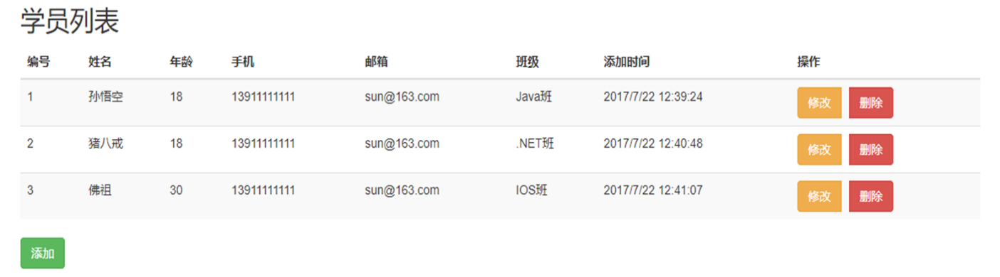 学员列表
编号 姓名 年龄 手机 邮箱 班级 添加时间 操作
1 孙悟空 18 13911111111 sun@163.com Java班 2017/7/22 12:39:24 修改 删除
2 猪八戒 18 13911111111 sun@163.com .NET班 2017/7/22 12:40:48 修改 删除
3 佛祖 30 13911111111 sun@163.com IOS班 2017/7/22 12:41:07 修改 删除
添加